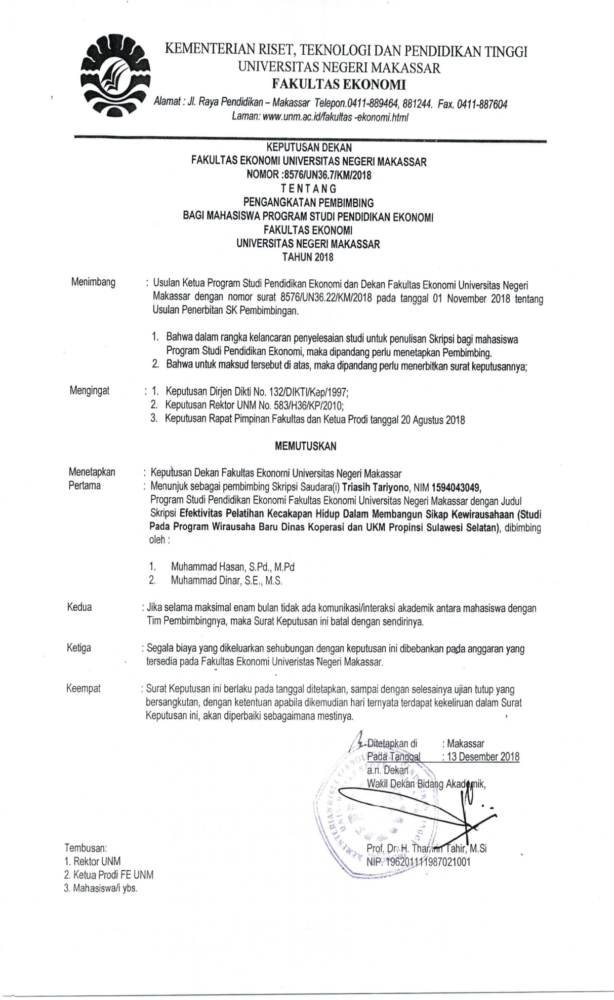 KEMENTERIAN RISET, TEKNOLOGI DAN PENDIDIKAN TINGGI
UNIVERSITAS NEGERI MAKASSAR
FAKULTAS EKONOMI
Alamat : Jl. Raya Pendidikan – Makassar Telepon.0411-889464, 881244. Fax. 0411-887604
Laman: www.unm.ac.id/fakultas -ekonomi.html
KEPUTUSAN DEKAN
FAKULTAS EKONOMI UNIVERSITAS NEGERI MAKASSAR
NOMOR :8576/UN36.7/KM/2018
T E N T A N G
PENGANGKATAN PEMBIMBING
BAGI MAHASISWA PROGRAM STUDI PENDIDIKAN EKONOMI
FAKULTAS EKONOMI
UNIVERSITAS NEGERI MAKASSAR
TAHUN 2018
Menimbang : Usulan Ketua Program Studi Pendidikan Ekonomi dan Dekan Fakultas Ekonomi Universitas Negeri
Makassar dengan nomor surat 8576/UN36.22/KM/2018 pada tanggal 01 November 2018 tentang
Usulan Penerbitan SK Pembimbingan.
1. Bahwa dalam rangka kelancaran penyelesaian studi untuk penulisan Skripsi bagi mahasiswa
Program Studi Pendidikan Ekonomi, maka dipandang perlu menetapkan Pembimbing.
2. Bahwa untuk maksud tersebut di atas, maka dipandang perlu menerbitkan surat keputusannya;
Mengingat : 1. Keputusan Dirjen Dikti No. 132/DIKTI/Kep/1997;
2. Keputusan Rektor UNM No. 583/H36/KP/2010;
3. Keputusan Rapat Pimpinan Fakultas dan Ketua Prodi tanggal 20 Agustus 2018
MEMUTUSKAN
Menetapkan : Keputusan Dekan Fakultas Ekonomi Universitas Negeri Makassar
Pertama : Menunjuk sebagai pembimbing Skripsi Saudara(i) Triasih Tariyono, NIM 1594043049,
Program Studi Pendidikan Ekonomi Fakultas Ekonomi Universitas Negeri Makassar dengan Judul
Skripsi Efektivitas Pelatihan Kecakapan Hidup Dalam Membangun Sikap Kewirausahaan (Studi
Pada Program Wirausaha Baru Dinas Koperasi dan UKM Propinsi Sulawesi Selatan), dibimbing
oleh :
1. Muhammad Hasan, S.Pd., M.Pd
2. Muhammad Dinar, S.E., M.S.
Kedua : Jika selama maksimal enam bulan tidak ada komunikasi/interaksi akademik antara mahasiswa dengan
Tim Pembimbingnya, maka Surat Keputusan ini batal dengan sendirinya.
Ketiga : Segala biaya yang dikeluarkan sehubungan dengan keputusan ini dibebankan pada anggaran yang
tersedia pada Fakultas Ekonomi Univeristas Negeri Makassar.
Keempat : Surat Keputusan ini berlaku pada tanggal ditetapkan, sampai dengan selesainya ujian tutup yang
bersangkutan, dengan ketentuan apabila dikemudian hari ternyata terdapat kekeliruan dalam Surat
Keputusan ini, akan diperbaiki sebagaimana mestinya.
Ditetapkan di : Makassar
Pada Tanggal : 13 Desember 2018
a.n. Dekan
Wakil Dekan Bidang Akademik,
Prof. Dr. H. Thamrin Tahir, M.Si
NIP. 196201111987021001
Tembusan:
1. Rektor UNM
2. Ketua Prodi FE UNM
3. Mahasiswa/i ybs.